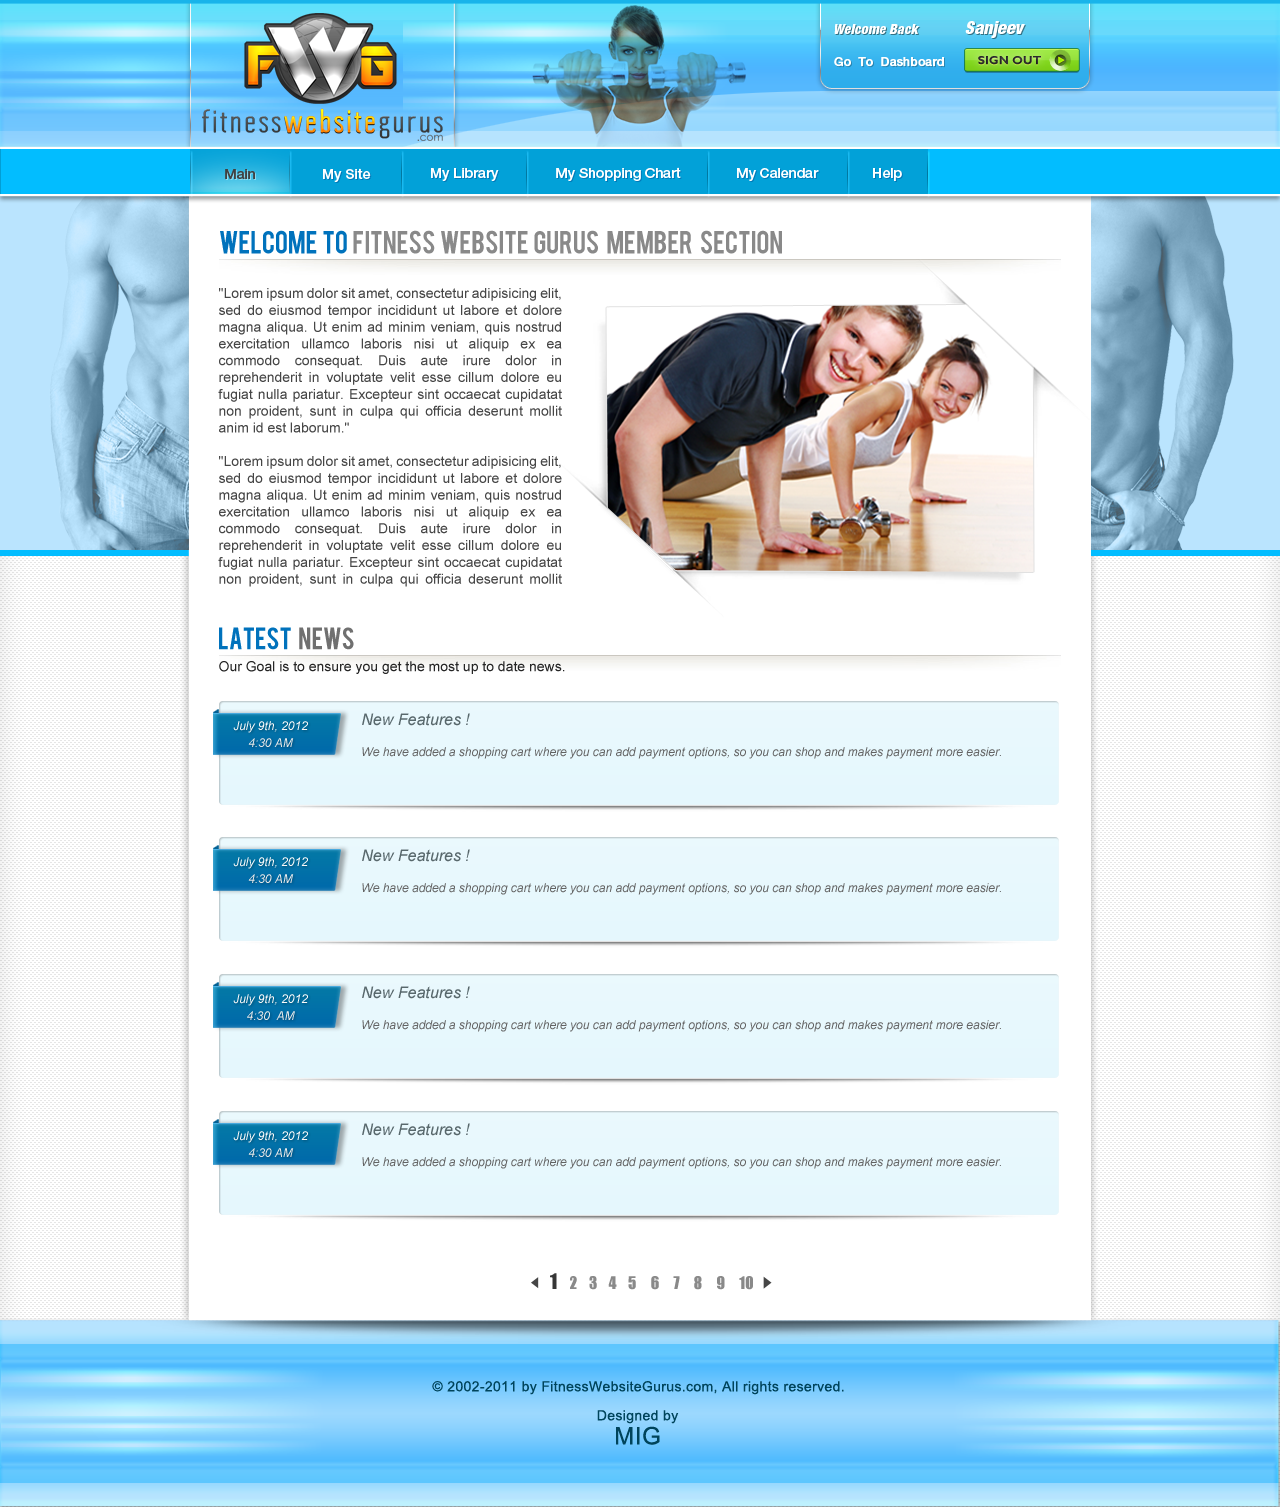 FWG
fitnesswebsitegurus
.com
Welcome Back Sanjeev
Go To Dashboard SIGN OUT
Main My Site My Library My Shopping Chart My Calendar Help
WELCOME TO FITNESS WEBSITE GURUS MEMBER SECTION
"Lorem ipsum dolor sit amet, consectetur adipisicing elit,
sed do eiusmod tempor incididunt ut labore et dolore
magna aliqua. Ut enim ad minim veniam, quis nostrud
exercitation ullamco laboris nisi ut aliquip ex ea
commodo consequat. Duis aute irure dolor in
reprehenderit in voluptate velit esse cillum dolore eu
fugiat nulla pariatur. Excepteur sint occaecat cupidatat
non proident, sunt in culpa qui officia deserunt mollit
anim id est laborum."
"Lorem ipsum dolor sit amet, consectetur adipisicing elit,
sed do eiusmod tempor incididunt ut labore et dolore
magna aliqua. Ut enim ad minim veniam, quis nostrud
exercitation ullamco laboris nisi ut aliquip ex ea
commodo consequat. Duis aute irure dolor in
reprehenderit in voluptate velit esse cillum dolore eu
fugiat nulla pariatur. Excepteur sint occaecat cupidatat
non proident, sunt in culpa qui officia deserunt mollit
LATEST NEWS
Our Goal is to ensure you get the most up to date news.
July 9th, 2012
4:30 AM
New Features !
We have added a shopping cart where you can add payment options, so you can shop and makes payment more easier.
July 9th, 2012
4:30 AM
New Features !
We have added a shopping cart where you can add payment options, so you can shop and makes payment more easier.
July 9th, 2012
4:30 AM
New Features !
We have added a shopping cart where you can add payment options, so you can shop and makes payment more easier.
July 9th, 2012
4:30 AM
New Features !
We have added a shopping cart where you can add payment options, so you can shop and makes payment more easier.
1 2 3 4 5 6 7 8 9 10
© 2002-2011 by FitnessWebsiteGurus.com, All rights reserved.
Designed by
MIG